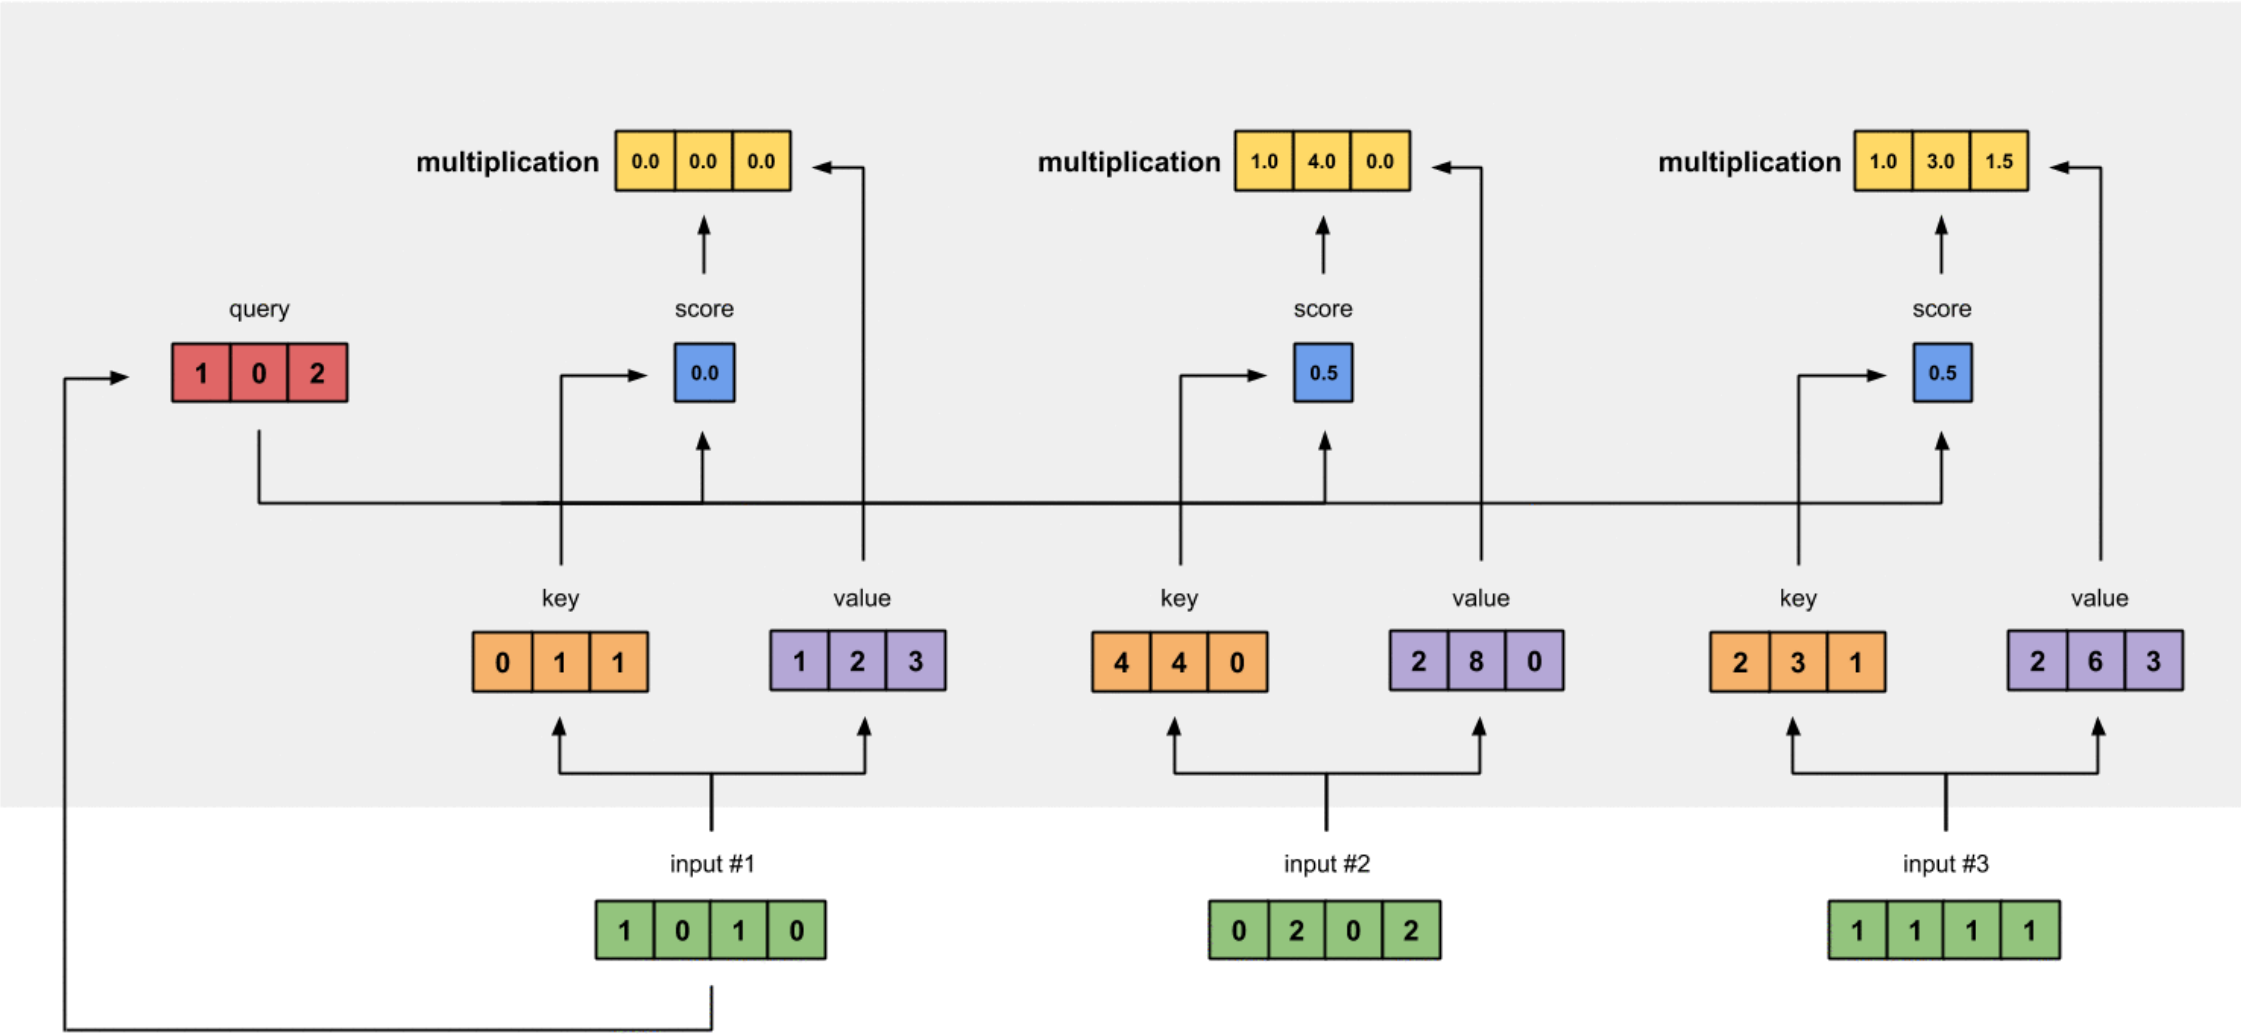 multiplication 0.0 0.0 0.0
multiplication 1.0 4.0 0.0
multiplication 1.0 3.0 1.5
query
score
score
score
1 0 2
0.0
0.5
0.5
key
value
key
value
key
value
0 1 1
1 2 3
4 4 0
2 8 0
2 3 1
2 6 3
input #1
input #2
input #3
1 0 1 0
0 2 0 2
1 1 1 1